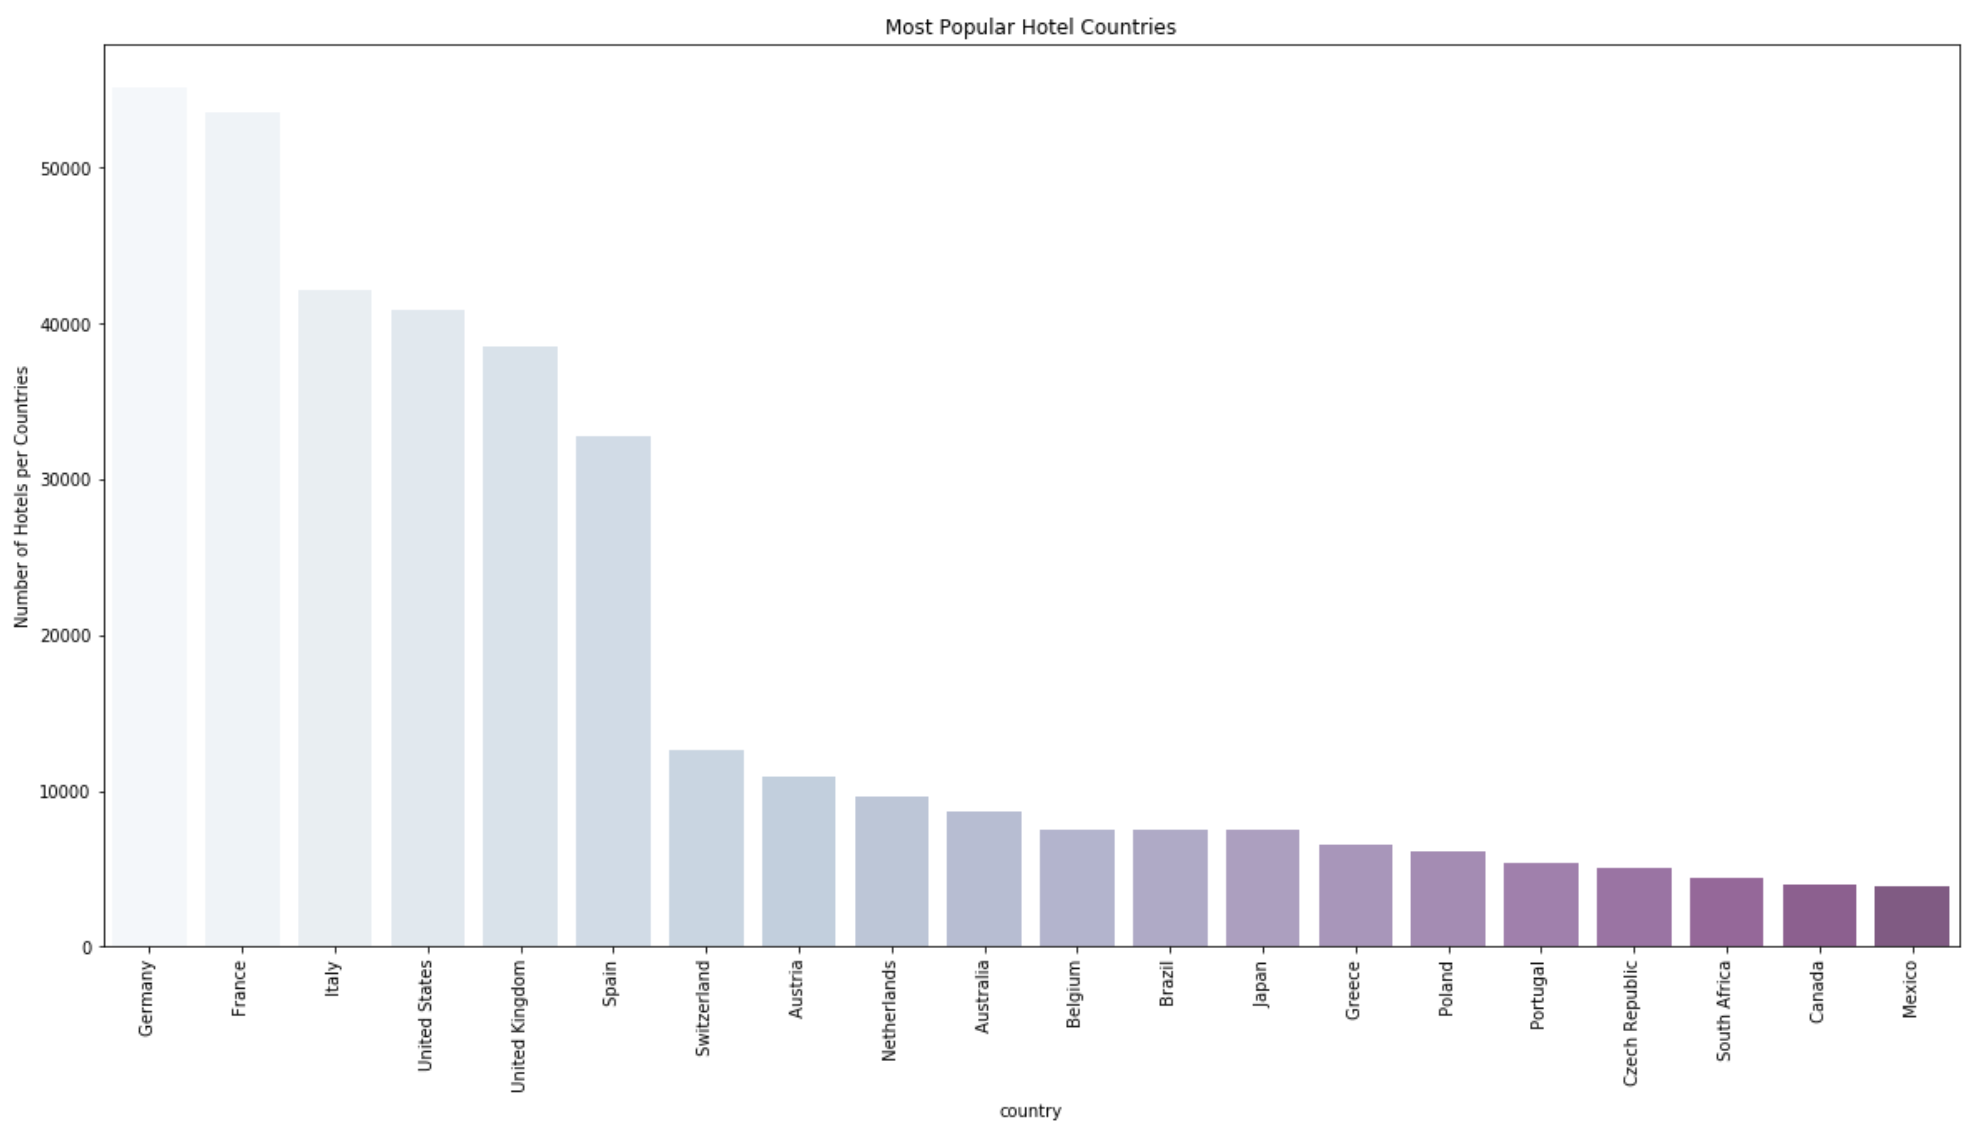 Most Popular Hotel Countries
Number of Hotels per Countries
50000
40000
30000
20000
10000
0
Germany
France
Italy
United States
United Kingdom
Spain
Switzerland
Austria
Netherlands
Australia
Belgium
Brazil
Japan
Greece
Poland
Portugal
Czech Republic
South Africa
Canada
Mexico
country